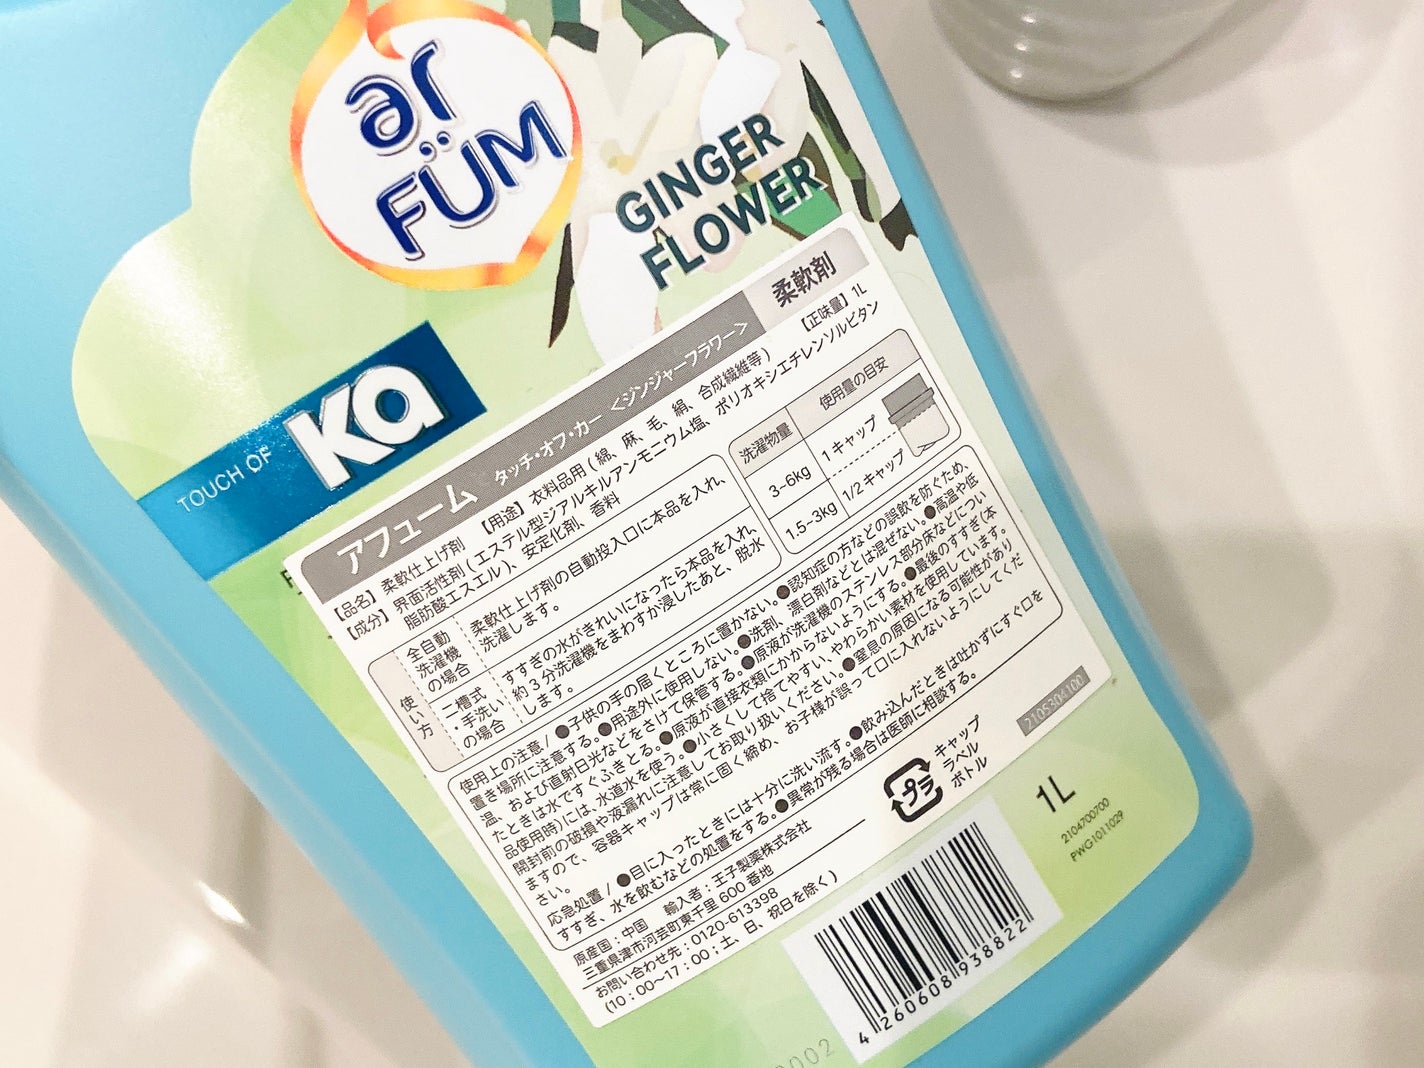 ar
FÜM
GINGER
FLOWER
TOUCH OF Ka
アフューム タッチ・オフ・カー <ジンジャーフラワー> 柔軟剤
【品名】柔軟仕上げ剤 【用途】衣料品用(綿、麻、毛、絹、合成繊維等) 【正味量】1L
【成分】界面活性剤(エステル型ジアルキルアンモニウム塩、ポリオキシエチレンソルビタン
脂肪酸エスエル)、安定化剤、香料
使い方
全自動
洗濯機
の場合
柔軟仕上げ剤の自動投入口に本品を入れ、
洗濯します。
二槽式
・手洗い
の場合
すすぎの水がきれいになったら本品を入れ、
約3分洗濯機をまわすか浸したあと、脱水
します。
洗濯物量 使用量の目安
3~6kg 1キャップ
1.5~3kg 1/2キャップ
使用上の注意/●子供の手の届くところに置かない。●認知症の方などの誤飲を防ぐため、
置き場所に注意する。●用途外に使用しない。●洗剤、漂白剤などとは混ぜない。●高温や低
温、および直射日光などをさけて保管する。●原液が洗濯機のステンレス部分床などについ
たときは水ですぐふきとる。●原液が直接衣類にかからないようにする。●最後のすすぎ(本
品使用時)には、水道水を使う。●小さくして捨てやすい、やわらかい素材を使用しています。
開封前の破損や液漏れに注意してお取り扱いください。●窒息の原因になる可能性があり
ますので、容器キャップは常に固く締め、お子様が誤って口に入れないようにしてくだ
さい。
応急処置/●目に入ったときには十分に洗い流す。●飲み込んだときは吐かずにすぐ口を
すすぎ、水を飲むなどの処置をする。●異常が残る場合は医師に相談する。
原産国:中国 輸入者:王子製薬株式会社
三重県津市河芸町東千里600番地
お問い合わせ先:0120-613398
(10:00~17:00;土、日、祝日を除く)
プラ
キャップ
ラベル
ボトル
2105304100
1L
2104700700
PWG1011029
4 260608 938822